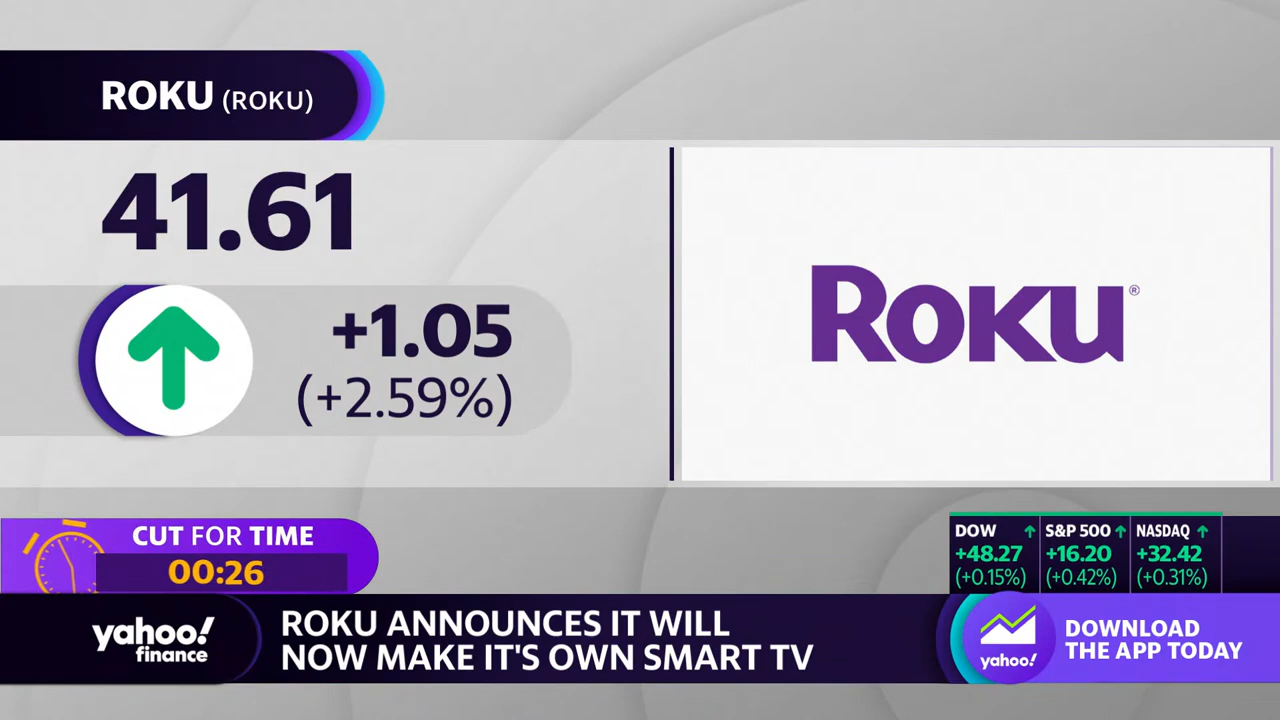 ROKU (ROKU)
41.61
+1.05
(+2.59%)
ROKU®
CUT FOR TIME
00:26
DOW
+48.27
(+0.15%)
S&P 500
+16.20
(+0.42%)
NASDAQ
+32.42
(+0.31%)
yahoo!
finance
ROKU ANNOUNCES IT WILL
NOW MAKE IT'S OWN SMART TV
yahoo!
DOWNLOAD
THE APP TODAY